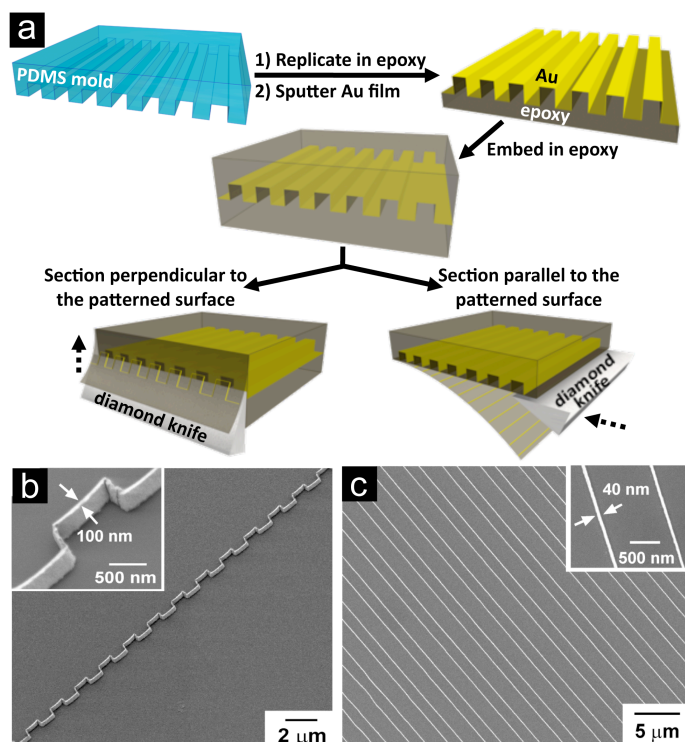 a
PDMS mold
1) Replicate in epoxy
2) Sputter Au film
Au
epoxy
Embed in epoxy
Section perpendicular to
the patterned surface
Section parallel to the
patterned surface
diamond knife
diamond
knife
b
100 nm
500 nm
2 μm
c
40 nm
500 nm
5 μm